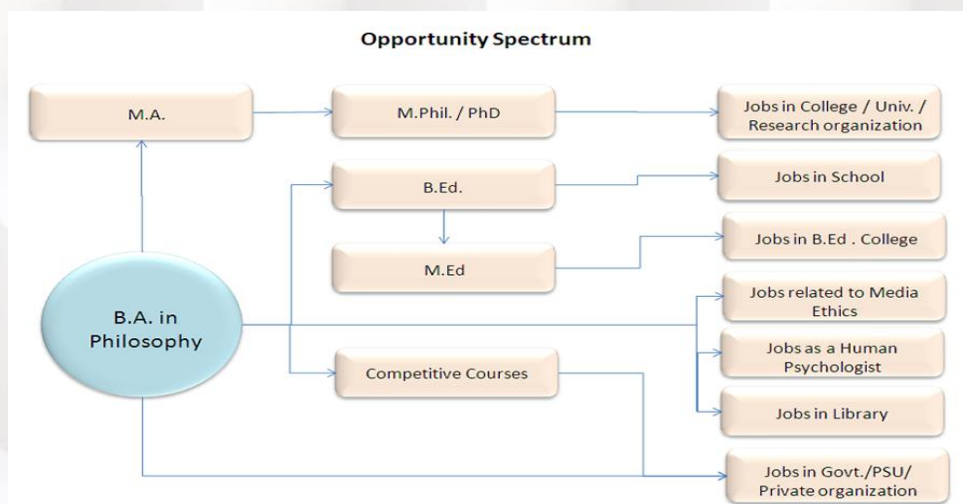 Opportunity Spectrum
M.A.
M.Phil. / PhD
Jobs in College / Univ. /
Research organization
B.Ed.
Jobs in School
M.Ed
Jobs in B.Ed . College
B.A. in
Philosophy
Jobs related to Media
Ethics
Competitive Courses
Jobs as a Human
Psychologist
Jobs in Library
Jobs in Govt./PSU/
Private organization